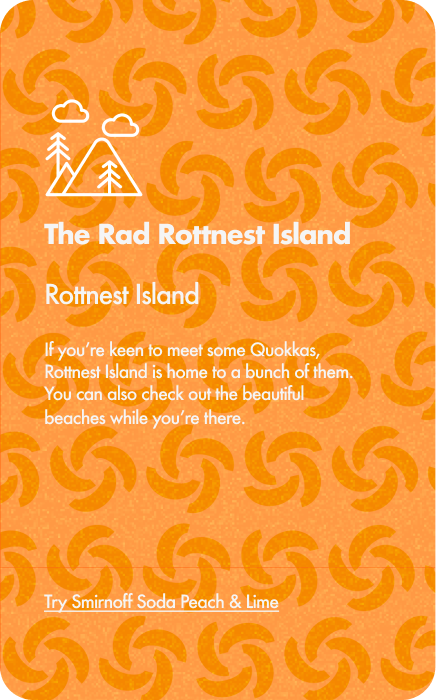 The Rad Rottnest Island
Rottnest Island
If you're keen to meet some Quokkas,
Rottnest Island is home to a bunch of them.
You can also check out the beautiful
beaches while you're there.
Try Smirnoff Soda Peach & Lime